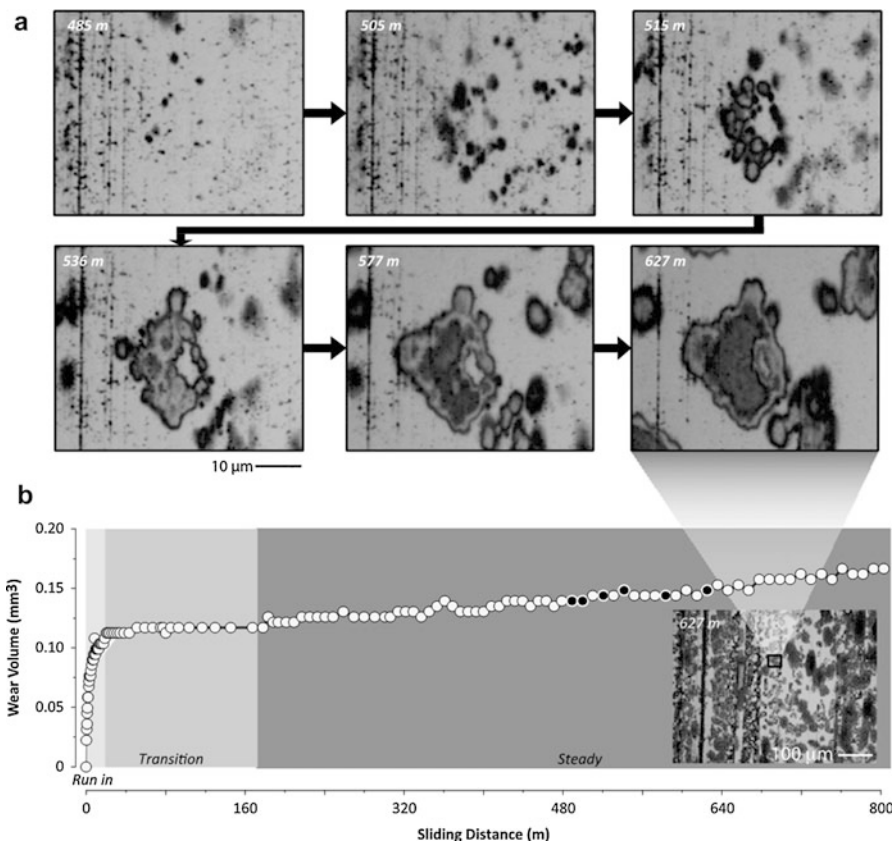 a
485 m
505 m
515 m
536 m
577 m
627 m
10 µm
b
0.20
0.15
0.10
0.05
0
Wear Volume (mm3)
Run in
Transition
Steady
627 m
100 µm
0 160 320 480 640 800
Sliding Distance (m)